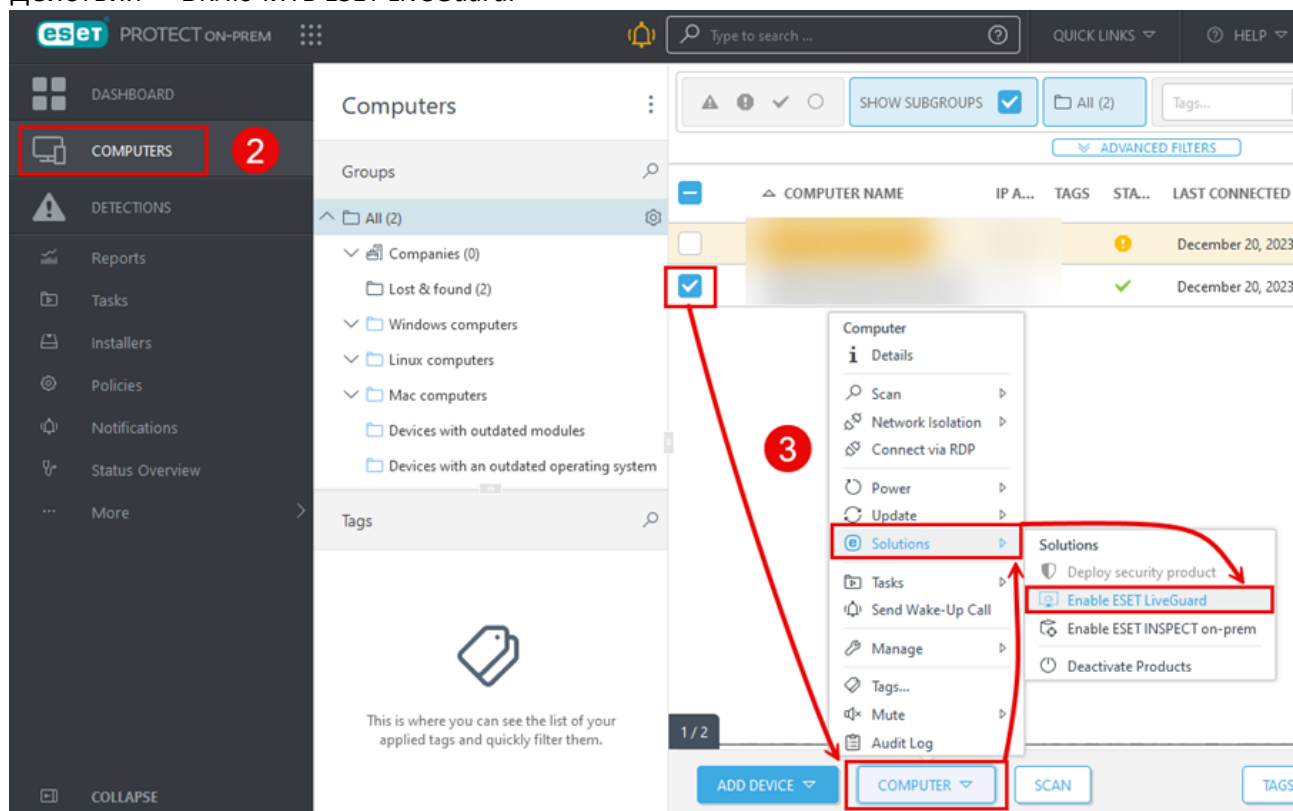 Действия — Включить ESET LiveGuard.
eset PROTECT ON-PREM
Type to search ...
QUICK LINKS
HELP
DASHBOARD
COMPUTERS
2
DETECTIONS
Reports
Tasks
Installers
Policies
Notifications
Status Overview
More
COLLAPSE
Computers
Groups
All (2)
Companies (0)
Lost & found (2)
Windows computers
Linux computers
Mac computers
Devices with outdated modules
Devices with an outdated operating system
Tags
This is where you can see the list of your
applied tags and quickly filter them.
SHOW SUBGROUPS
All (2)
Tags...
ADVANCED FILTERS
COMPUTER NAME IP A... TAGS STA... LAST CONNECTED
December 20, 2023
December 20, 2023
3
Computer
Details
Scan
Network Isolation
Connect via RDP
Power
Update
Solutions
Tasks
Send Wake-Up Call
Manage
Tags...
Mute
Audit Log
Solutions
Deploy security product
Enable ESET LiveGuard
Enable ESET INSPECT on-prem
Deactivate Products
1 / 2
ADD DEVICE
COMPUTER
SCAN
TAGS